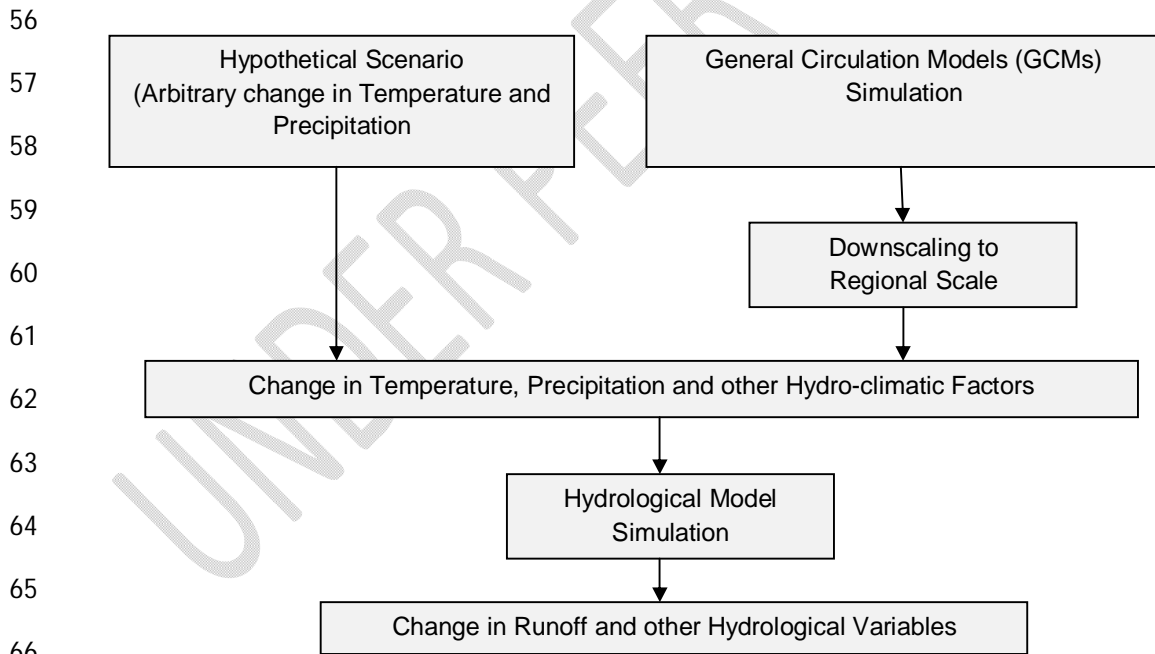 56
Hypothetical Scenario
(Arbitrary change in Temperature and
Precipitation
General Circulation Models (GCMs)
Simulation
57
58
59
Downscaling to
Regional Scale
60
61
Change in Temperature, Precipitation and other Hydro-climatic Factors
62
63
Hydrological Model
Simulation
64
65
Change in Runoff and other Hydrological Variables
66
UNDER PEER